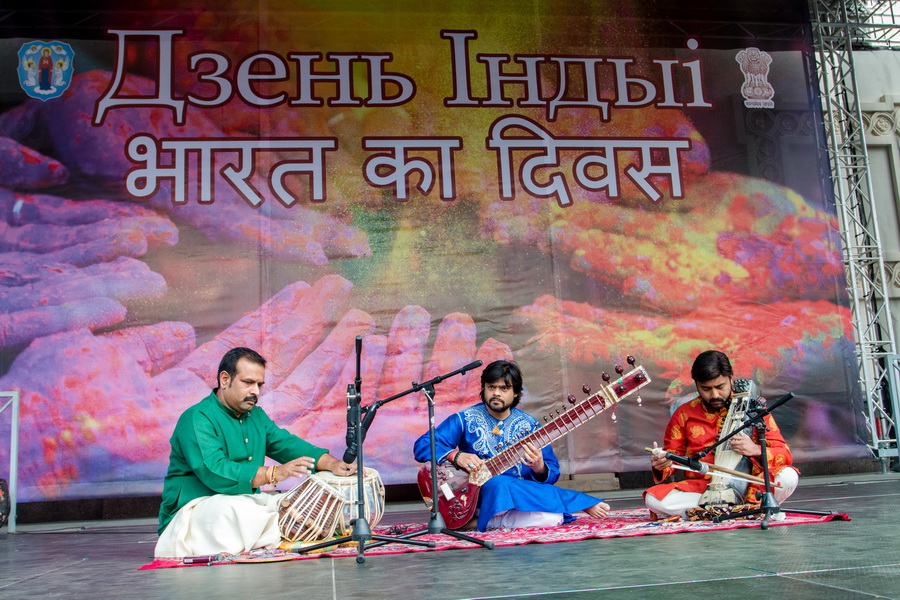 Дзень Індыі
भारत का दिवस